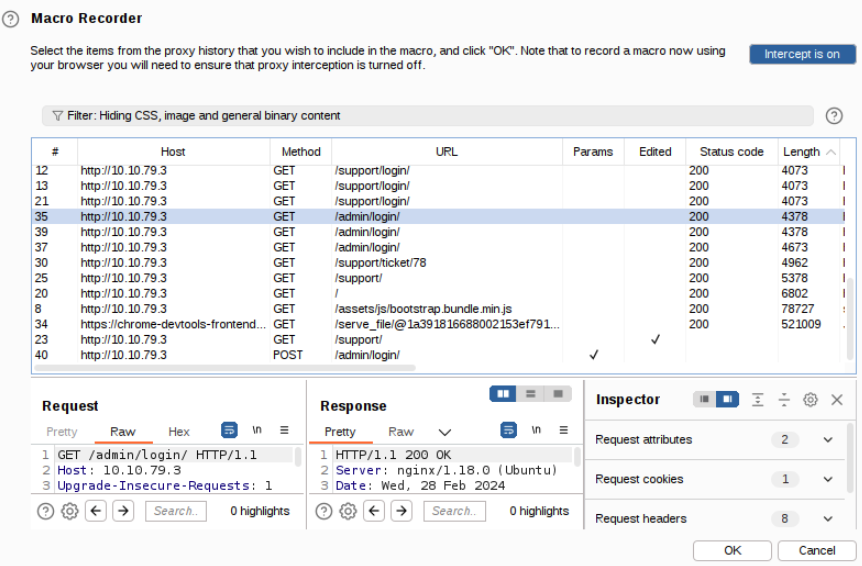 Macro Recorder
Select the items from the proxy history that you wish to include in the macro, and click "OK". Note that to record a macro now using
your browser you will need to ensure that proxy interception is turned off.
Intercept is on
Filter: Hiding CSS, image and general binary content
# Host Method URL Params Edited Status code Length
12 http://10.10.79.3 GET /support/login/ 200 4073
13 http://10.10.79.3 GET /support/login/ 200 4073
21 http://10.10.79.3 GET /support/login/ 200 4073
35 http://10.10.79.3 GET /admin/login/ 200 4378
39 http://10.10.79.3 GET /admin/login/ 200 4378
37 http://10.10.79.3 GET /admin/login/ 200 4673
30 http://10.10.79.3 GET /support/ticket/78 200 4962
25 http://10.10.79.3 GET /support/ 200 5378
20 http://10.10.79.3 GET / 200 6802
8 http://10.10.79.3 GET /assets/js/bootstrap.bundle.min.js 200 78727
34 https://chrome-devtools-frontend... GET /serve_file/@1a391816688002153ef791... 200 521009
23 http://10.10.79.3 GET /support/ ✓
40 http://10.10.79.3 POST /admin/login/ ✓
Request
Pretty Raw Hex \n
1 GET /admin/login/ HTTP/1.1
2 Host: 10.10.79.3
3 Upgrade-Insecure-Requests: 1
Search.. 0 highlights
Response
Pretty Raw \n
1 HTTP/1.1 200 OK
2 Server: nginx/1.18.0 (Ubuntu)
3 Date: Wed, 28 Feb 2024
Search.. 0 highlights
Inspector
Request attributes 2
Request cookies 1
Request headers 8
OK Cancel